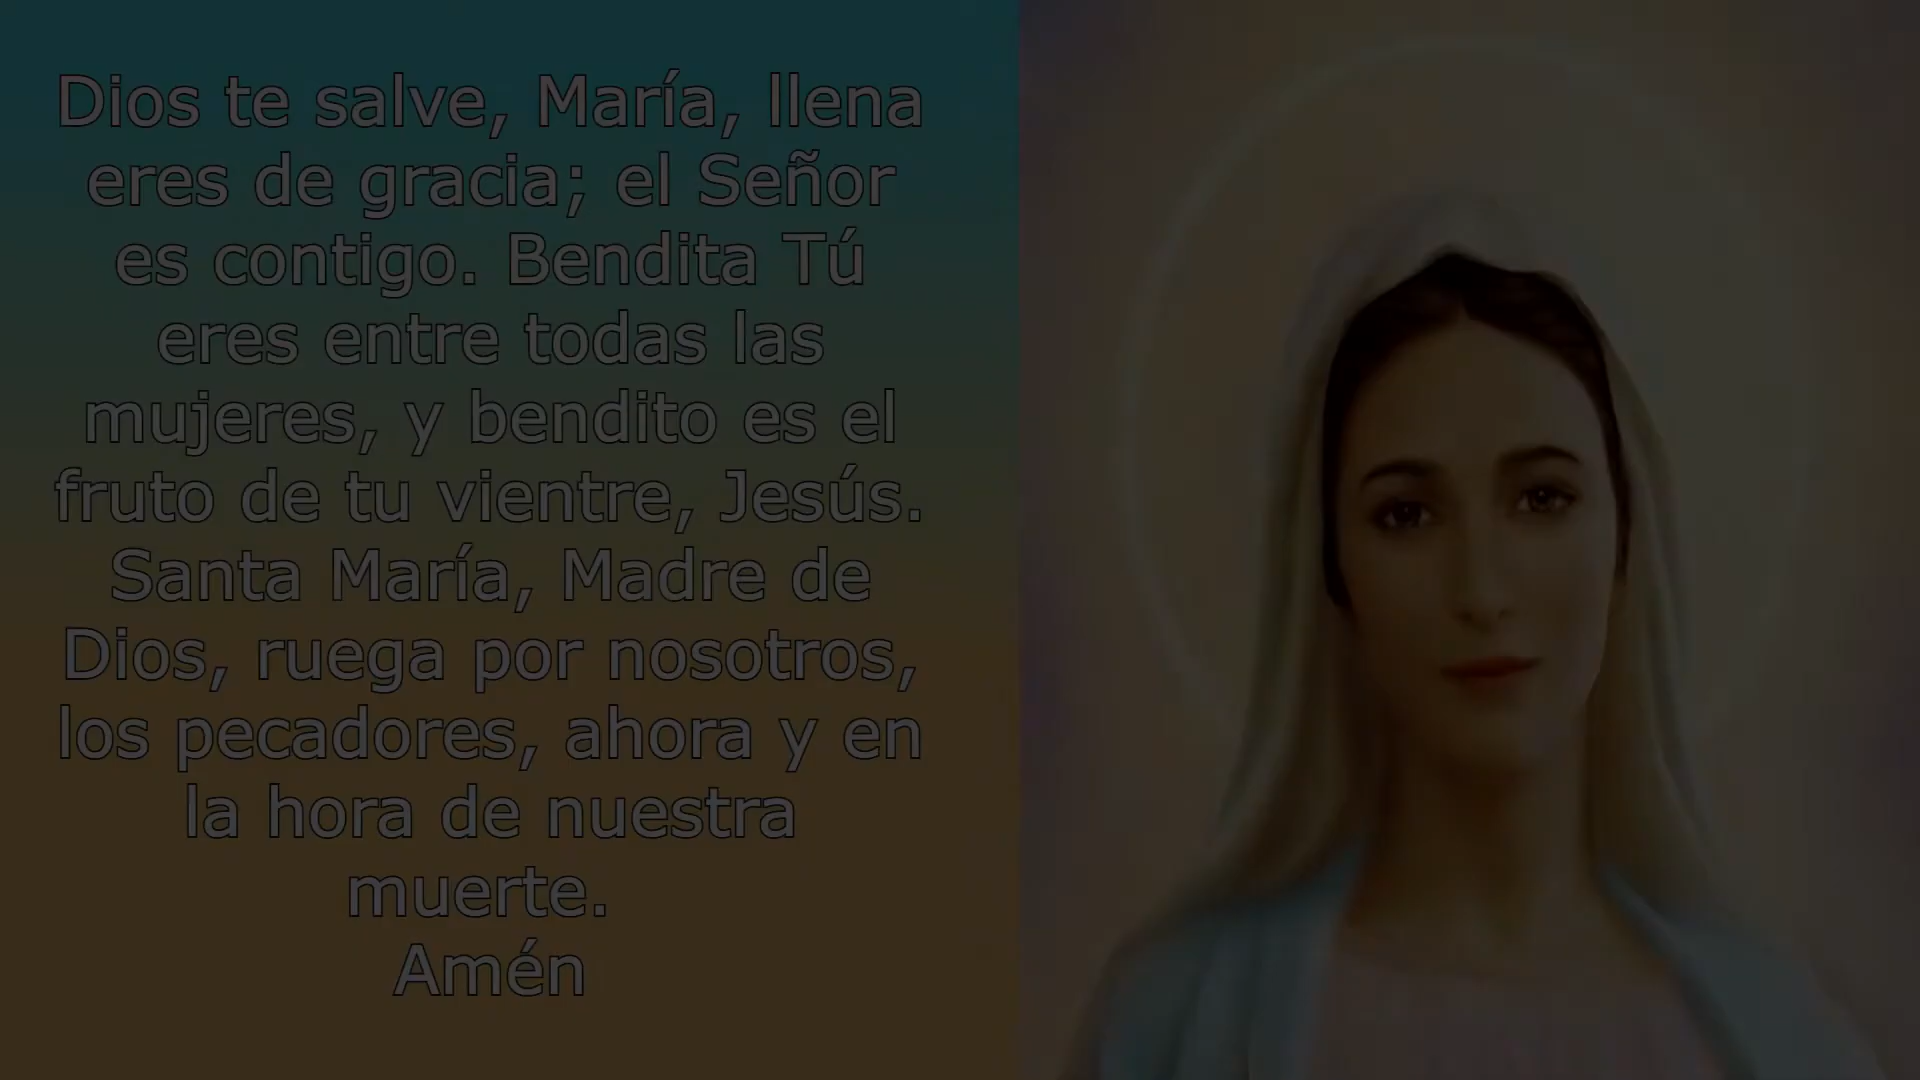 Dios te salve, María, llena
eres de gracia; el Señor
es contigo. Bendita Tú
eres entre todas las
mujeres, y bendito es el
fruto de tu vientre, Jesús.
Santa María, Madre de
Dios, ruega por nosotros,
los pecadores, ahora y en
la hora de nuestra
muerte.
Amén